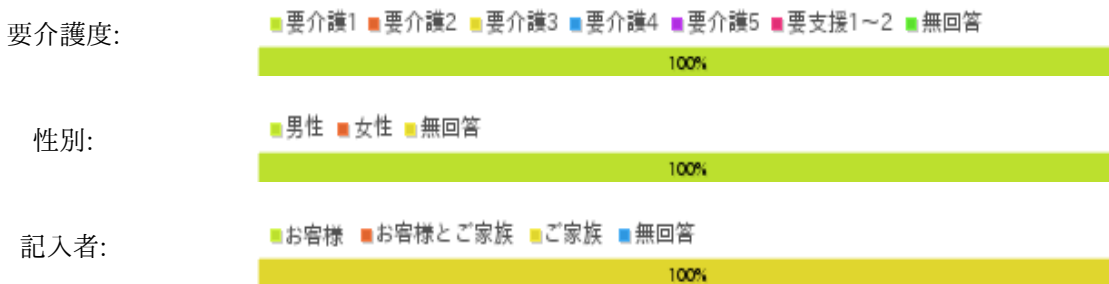 要介護度:
要介護1 要介護2 要介護3 要介護4 要介護5 要支援1～2 無回答
100%
性別:
男性 女性 無回答
100%
記入者:
お客様 お客様とご家族 ご家族 無回答
100%